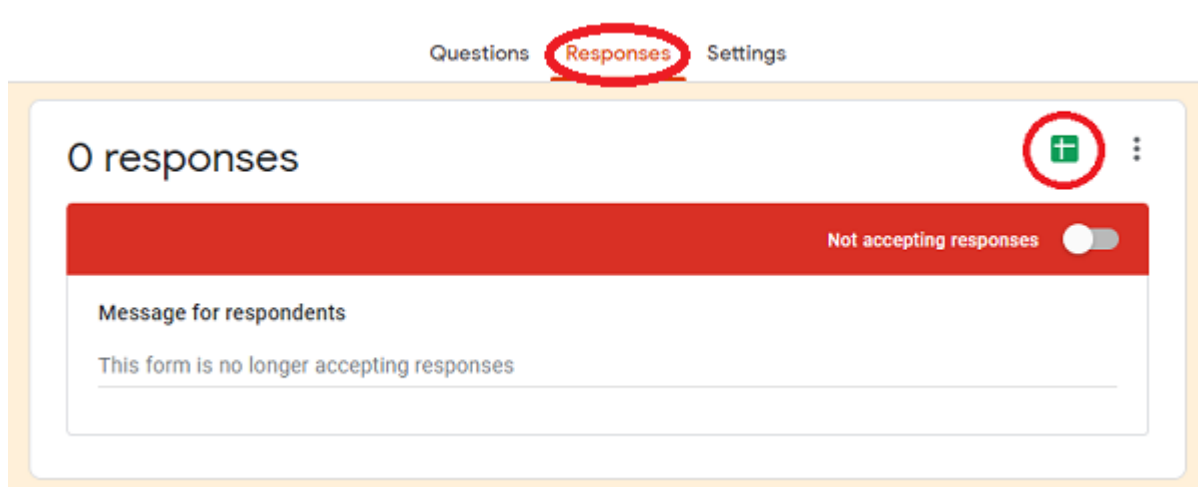 Questions Responses Settings
0 responses
Not accepting responses
Message for respondents
This form is no longer accepting responses